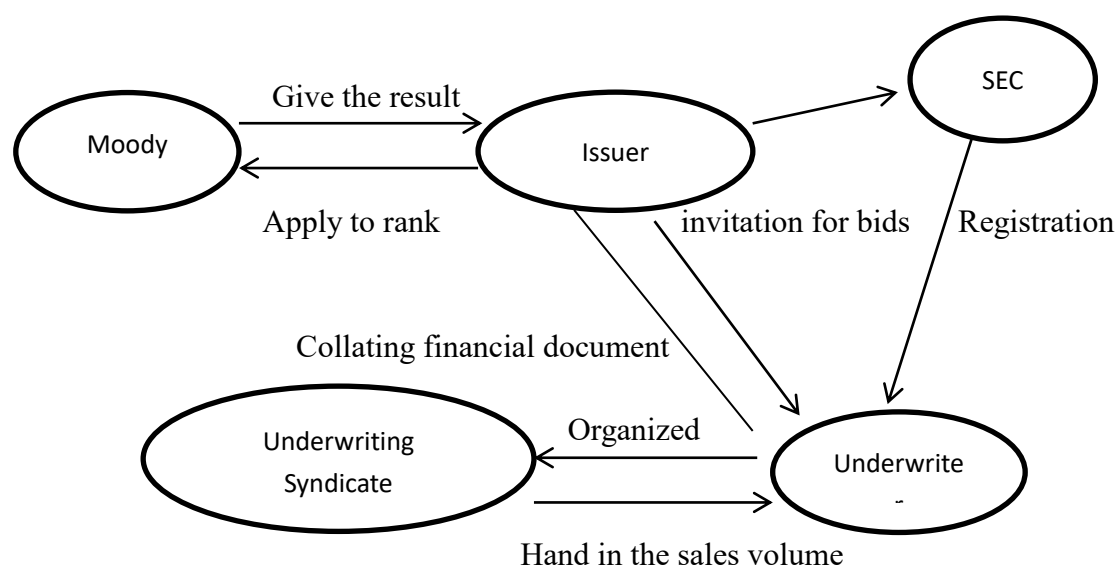 SEC
Give the result
Moody
Issuer
Apply to rank
invitation for bids
Registration
Collating financial document
Organized
Underwriting
Syndicate
Underwrite
Hand in the sales volume